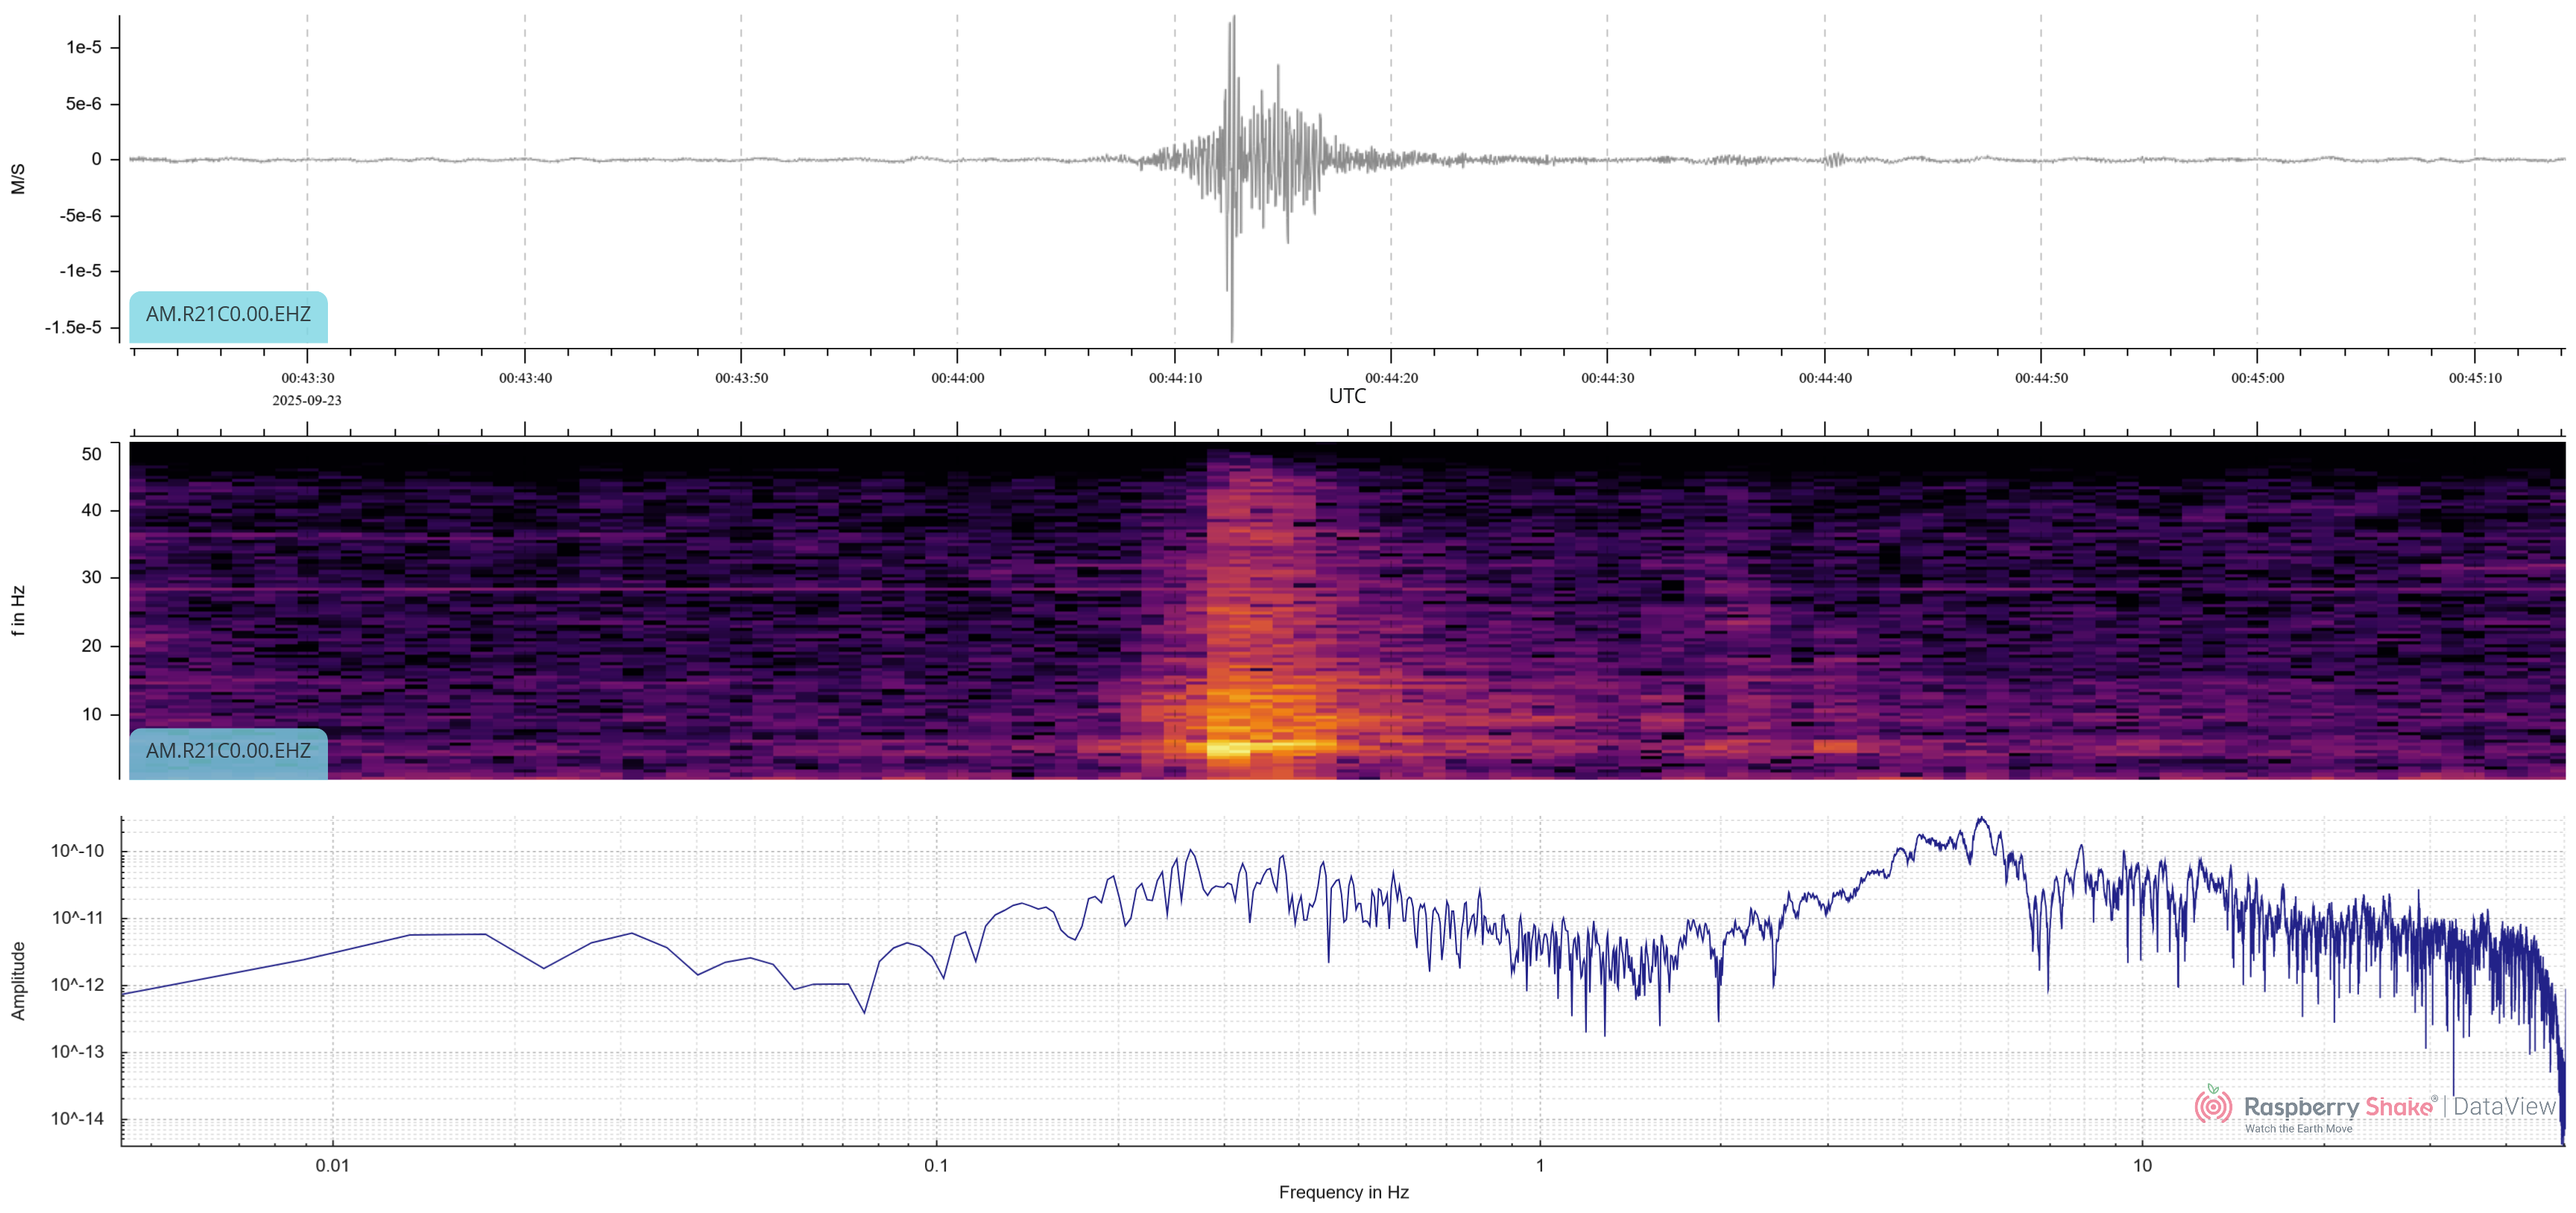 1e-5
5e-6
0
-5e-6
-1e-5
-1.5e-5
M/S
AM.R21C0.00.EHZ
00:43:30 00:43:40 00:43:50 00:44:00 00:44:10 00:44:20 00:44:30 00:44:40 00:44:50 00:45:00 00:45:10
2025-09-23
UTC
50
40
30
20
10
f in Hz
AM.R21C0.00.EHZ
10^-10
10^-11
10^-12
10^-13
10^-14
Amplitude
Raspberry Shake® | DataView
Watch the Earth Move
0.01 0.1 1 10
Frequency in Hz